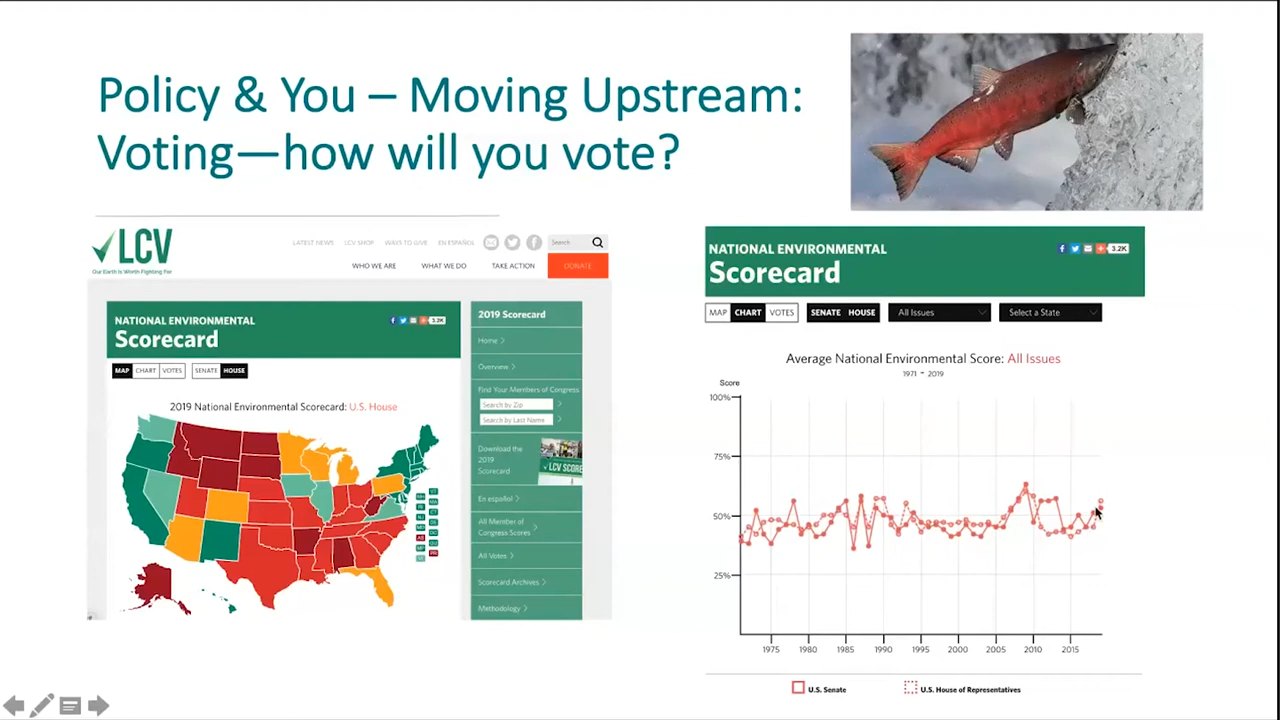 Policy & You – Moving Upstream:
Voting—how will you vote?
LCV
Our Earth Is Worth Fighting For
LATEST NEWS LCV SHOP WAYS TO GIVE EN ESPAÑOL Search
WHO WE ARE WHAT WE DO TAKE ACTION DONATE
NATIONAL ENVIRONMENTAL
Scorecard
3.2K
MAP CHART VOTES SENATE HOUSE
2019 National Environmental Scorecard: U.S. House
2019 Scorecard
Home >
Overview >
Find Your Members of Congress
Search by Zip >
Search by Last Name >
Download the
2019
Scorecard
LCV SCORE
En español >
All Member of
Congress Scores >
All Votes >
Scorecard Archives >
Methodology >
NATIONAL ENVIRONMENTAL
Scorecard
3.2K
MAP CHART VOTES SENATE HOUSE All Issues Select a State
Average National Environmental Score: All Issues
1971 – 2019
Score
100%
75%
50%
25%
1975 1980 1985 1990 1995 2000 2005 2010 2015
U.S. Senate U.S. House of Representatives